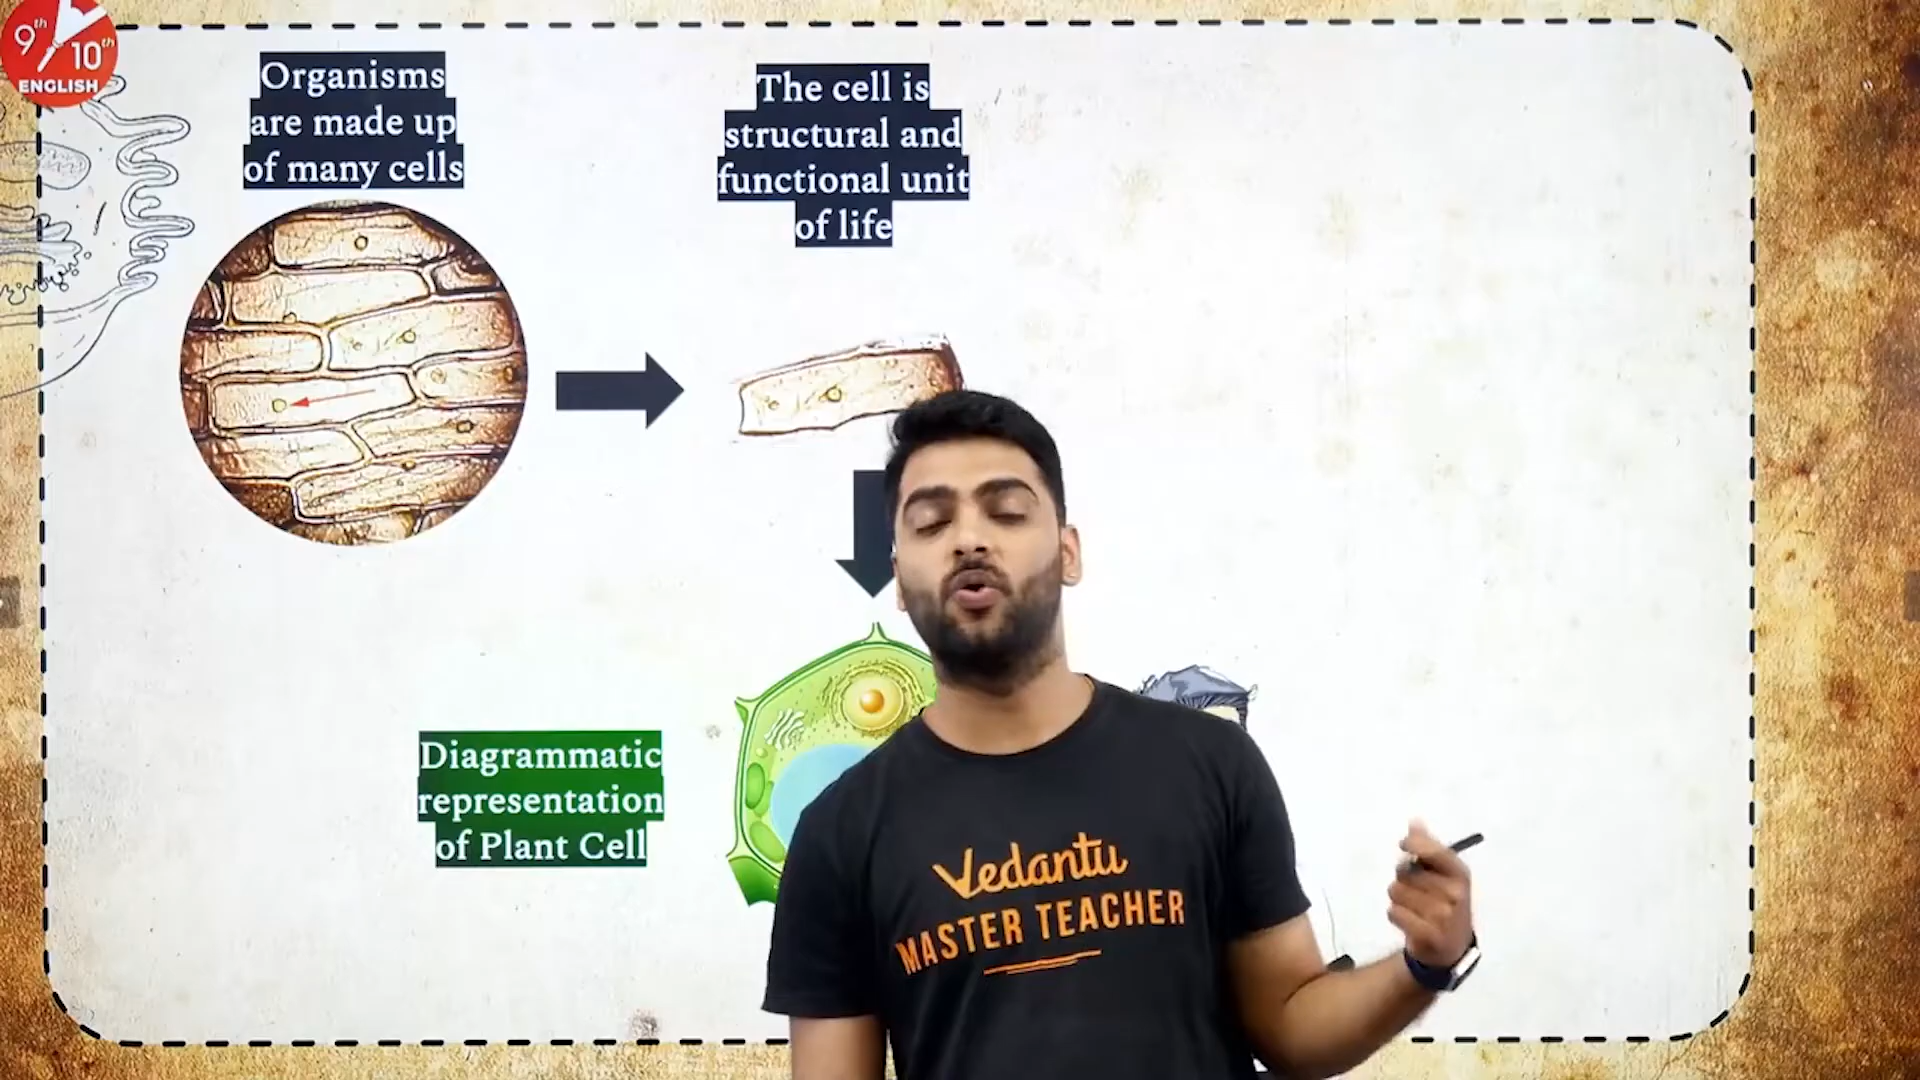 9th
10th
ENGLISH
Organisms
are made up
of many cells
The cell is
structural and
functional unit
of life
Diagrammatic
representation
of Plant Cell
Vedantu
MASTER TEACHER